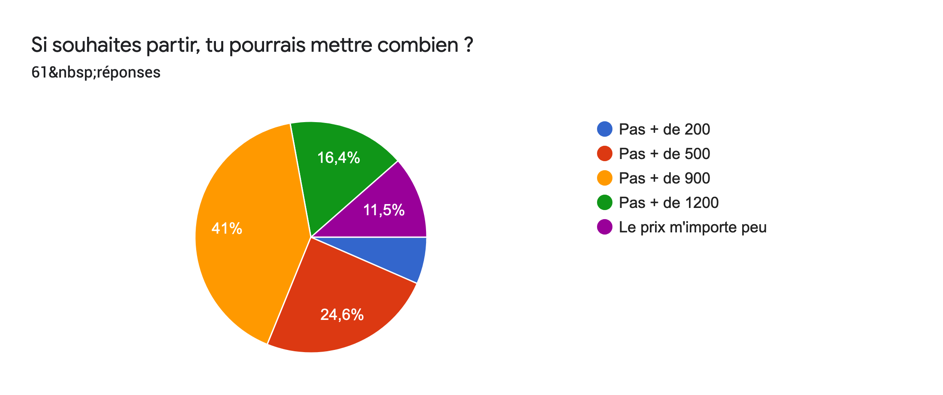 Si souhaites partir, tu pourrais mettre combien ?
61&nbsp;réponses
Pas + de 200
Pas + de 500
Pas + de 900
Pas + de 1200
Le prix m'importe peu
16,4%
11,5%
41%
24,6%